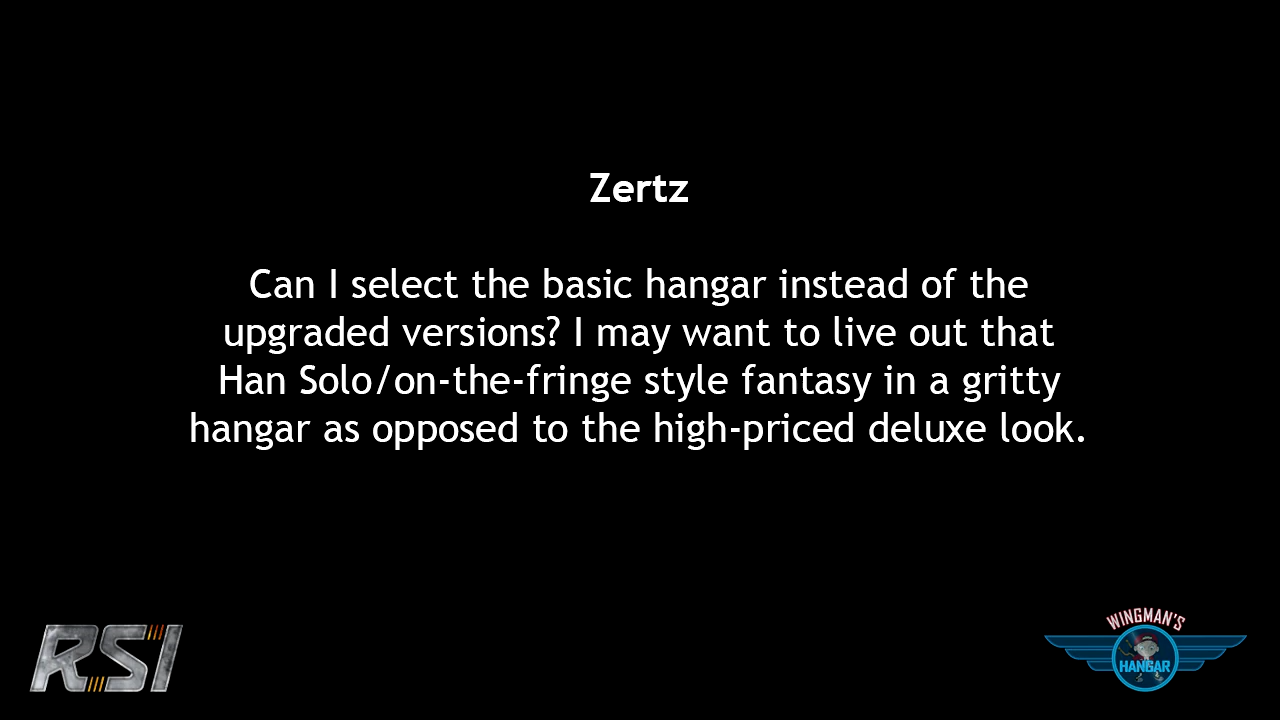 Zertz
Can I select the basic hangar instead of the
upgraded versions? I may want to live out that
Han Solo/on-the-fringe style fantasy in a gritty
hangar as opposed to the high-priced deluxe look.
RSI
WINGMAN'S
HANGAR